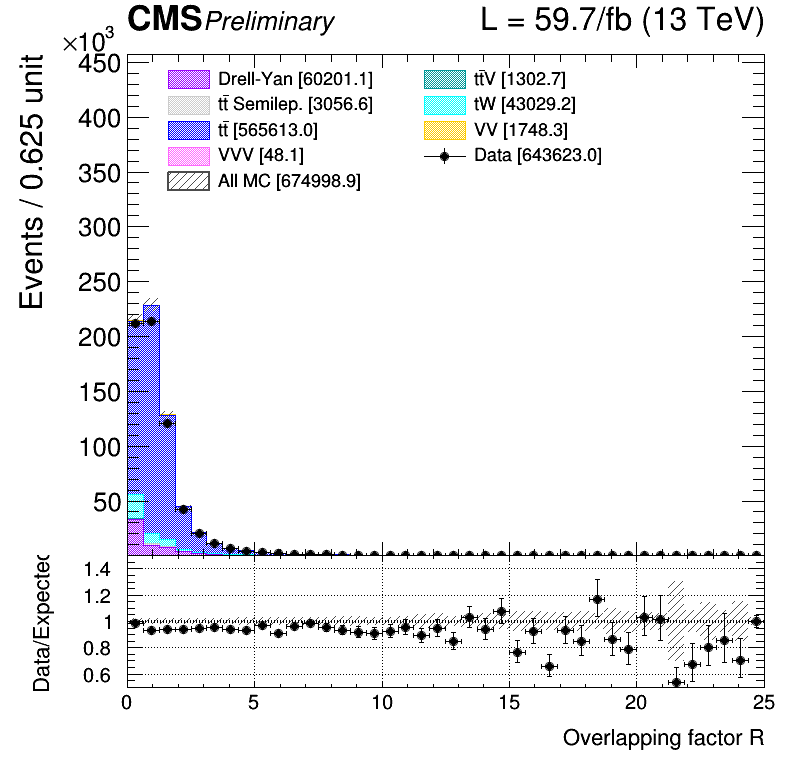 CMS Preliminary L = 59.7/fb (13 TeV)
×10³
Events / 0.625 unit
450
400
350
300
250
200
150
100
50
Drell-Yan [60201.1]
tt̄ Semilep. [3056.6]
tt̄ [565613.0]
VVV [48.1]
All MC [674998.9]
tt̄V [1302.7]
tW [43029.2]
VV [1748.3]
Data [643623.0]
Data/Expected
1.4
1.2
1
0.8
0.6
0 5 10 15 20 25
Overlapping factor R